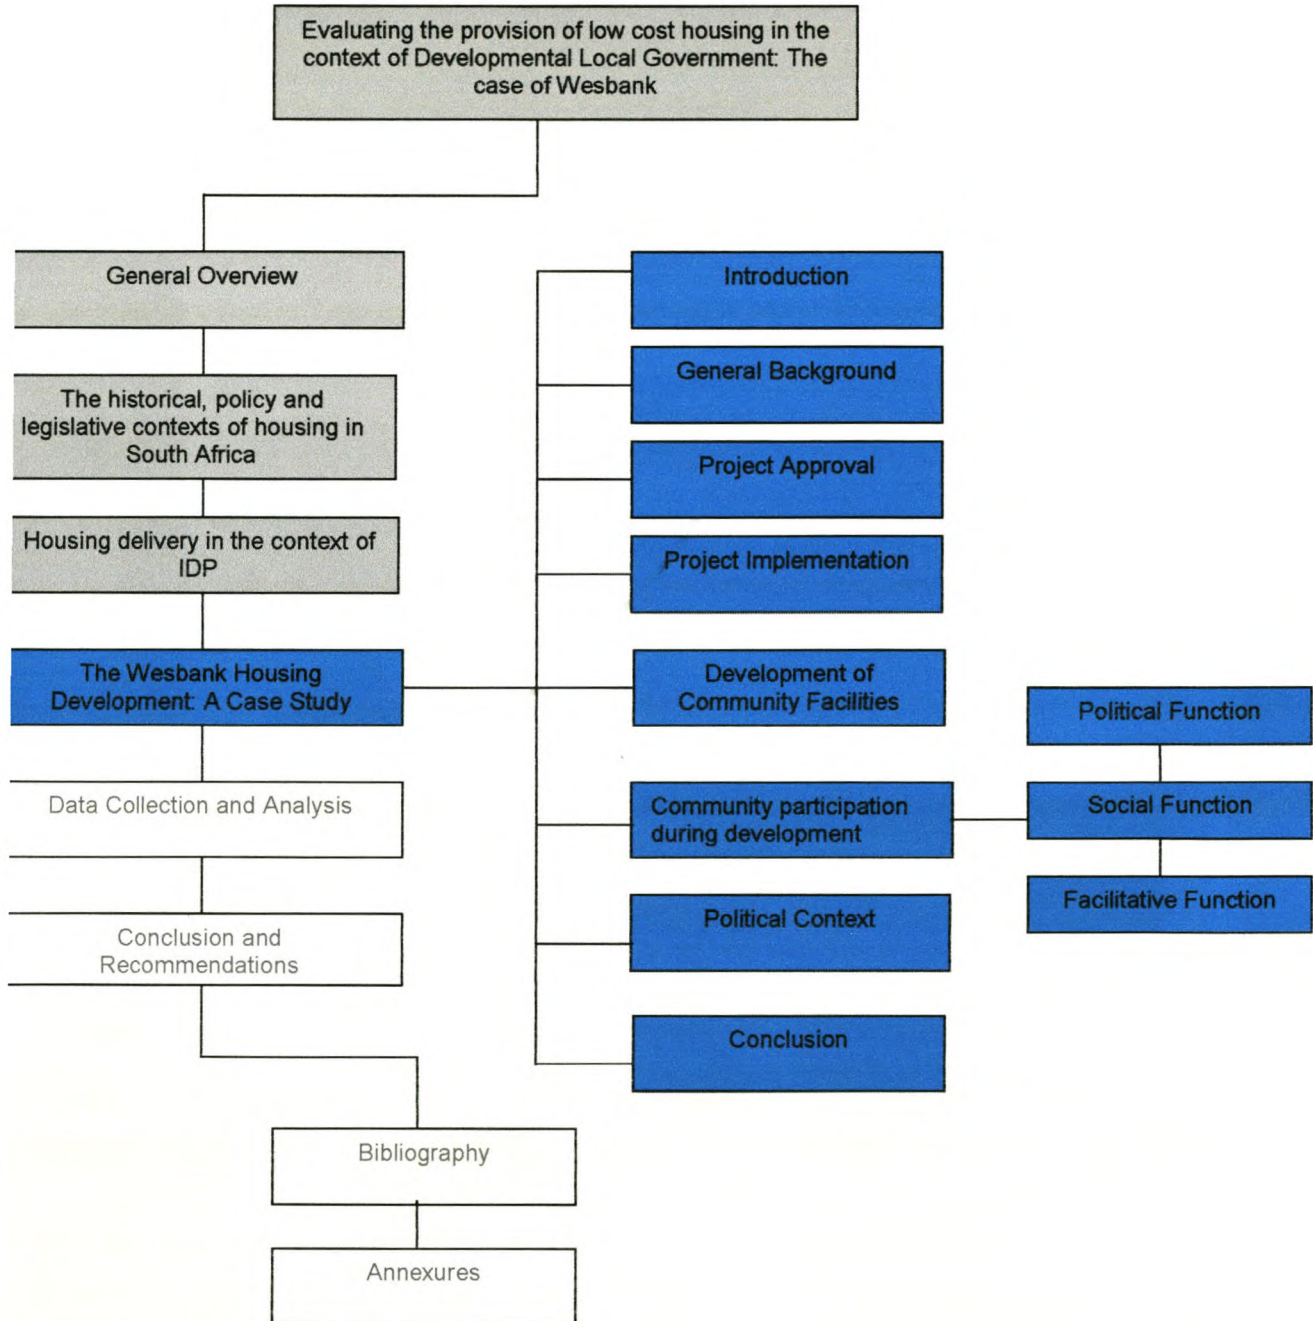 Evaluating the provision of low cost housing in the
context of Developmental Local Government: The
case of Wesbank
General Overview
The historical, policy and
legislative contexts of housing in
South Africa
Housing delivery in the context of
IDP
The Wesbank Housing
Development: A Case Study
Data Collection and Analysis
Conclusion and
Recommendations
Bibliography
Annexures
Introduction
General Background
Project Approval
Project Implementation
Development of
Community Facilities
Community participation
during development
Political Context
Conclusion
Political Function
Social Function
Facilitative Function